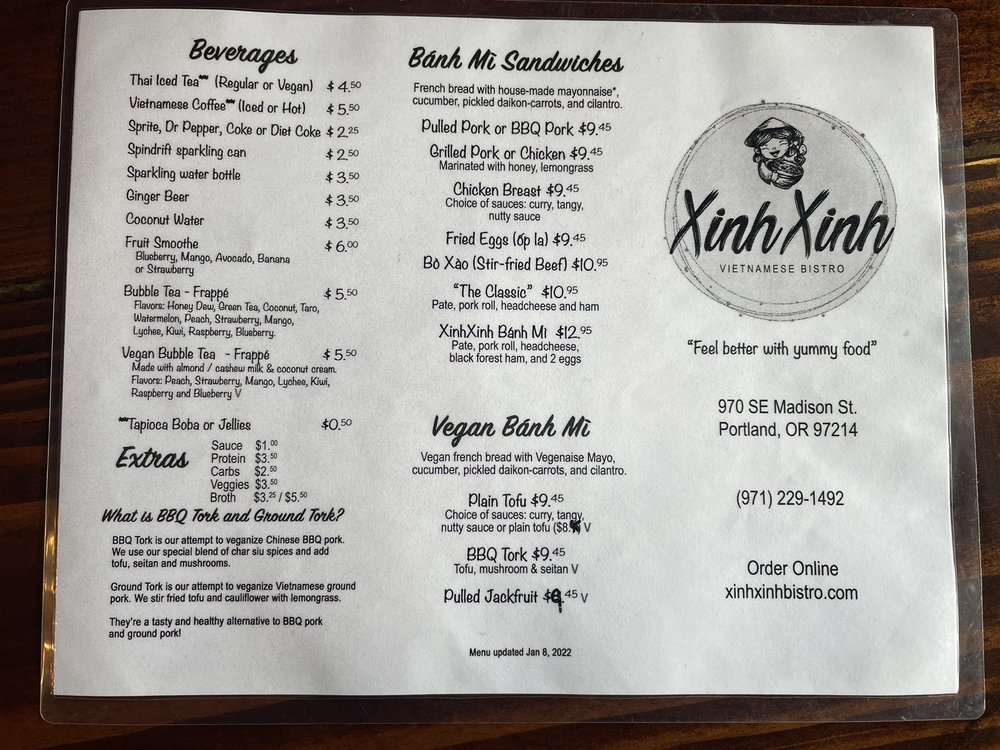 Beverages
Thai Iced Tea*** (Regular or Vegan) $ 4.50
Vietnamese Coffee*** (Iced or Hot) $ 5.50
Sprite, Dr Pepper, Coke or Diet Coke $ 2.25
Spindrift sparkling can $ 2.50
Sparkling water bottle $ 3.50
Ginger Beer $ 3.50
Coconut Water $ 3.50
Fruit Smoothe $ 6.00
Blueberry, Mango, Avocado, Banana
or Strawberry
Bubble Tea - Frappé $ 5.50
Flavors: Honey Dew, Green Tea, Coconut, Taro,
Watermelon, Peach, Strawberry, Mango,
Lychee, Kiwi, Raspberry, Blueberry.
Vegan Bubble Tea - Frappé $ 5.50
Made with almond / cashew milk & coconut cream.
Flavors: Peach, Strawberry, Mango, Lychee, Kiwi,
Raspberry and Blueberry V
***Tapioca Boba or Jellies $0.50
Extras
Sauce $1.00
Protein $3.50
Carbs $2.50
Veggies $3.50
Broth $3.25 / $5.50
What is BBQ Tork and Ground Tork?
BBQ Tork is our attempt to veganize Chinese BBQ pork.
We use our special blend of char siu spices and add
tofu, seitan and mushrooms.
Ground Tork is our attempt to veganize Vietnamese ground
pork. We stir fried tofu and cauliflower with lemongrass.
They're a tasty and healthy alternative to BBQ pork
and ground pork!
Bánh Mì Sandwiches
French bread with house-made mayonnaise*,
cucumber, pickled daikon-carrots, and cilantro.
Pulled Pork or BBQ Pork $9.45
Grilled Pork or Chicken $9.45
Marinated with honey, lemongrass
Chicken Breast $9.45
Choice of sauces: curry, tangy,
nutty sauce
Fried Eggs (ốp la) $9.45
Bò Xào (Stir-fried Beef) $10.95
"The Classic" $10.95
Pate, pork roll, headcheese and ham
XinhXinh Bánh Mì $12.95
Pate, pork roll, headcheese,
black forest ham, and 2 eggs
Vegan Bánh Mì
Vegan french bread with Vegenaise Mayo,
cucumber, pickled daikon-carrots, and cilantro.
Plain Tofu $9.45
Choice of sauces: curry, tangy,
nutty sauce or plain tofu ($8. V
BBQ Tork $9.45
Tofu, mushroom & seitan V
Pulled Jackfruit $9.45 V
Menu updated Jan 8, 2022
Xinh Xinh
VIETNAMESE BISTRO
"Feel better with yummy food"
970 SE Madison St.
Portland, OR 97214
(971) 229-1492
Order Online
xinhxinhbistro.com